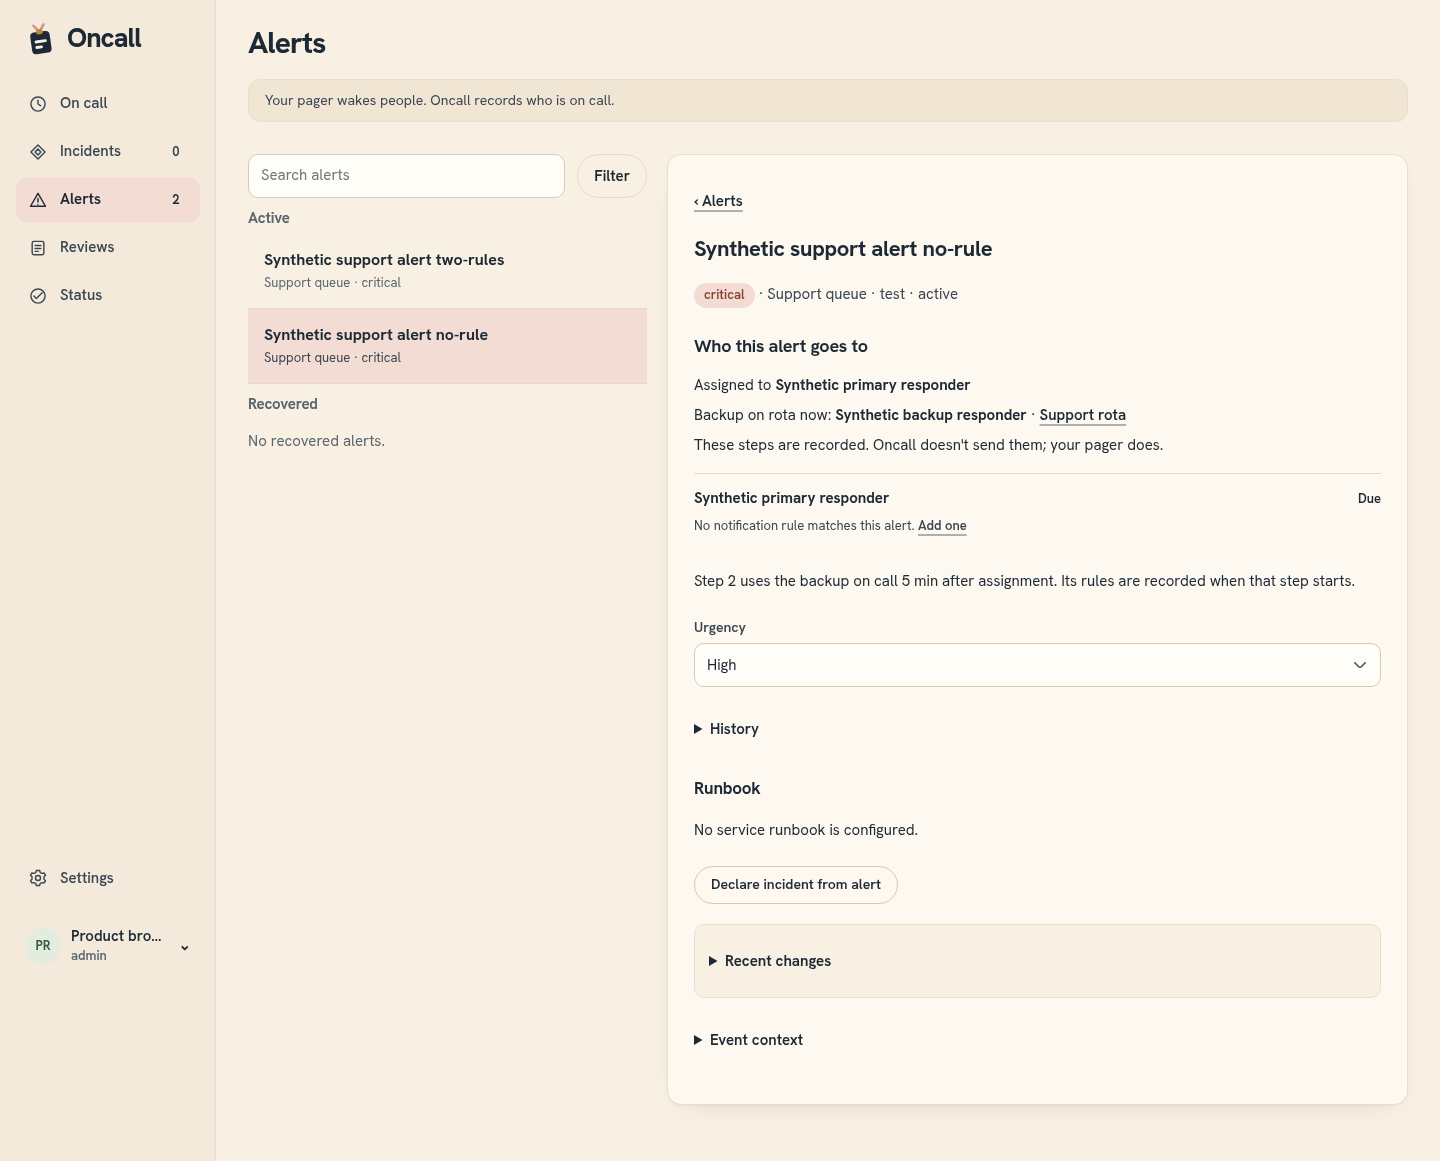 Oncall
On call
Incidents 0
Alerts 2
Reviews
Status
Settings
PR
Product bro...
admin
Alerts
Your pager wakes people. Oncall records who is on call.
Search alerts
Filter
Active
Synthetic support alert two-rules
Support queue · critical
Synthetic support alert no-rule
Support queue · critical
Recovered
No recovered alerts.
‹ Alerts
Synthetic support alert no-rule
critical · Support queue · test · active
Who this alert goes to
Assigned to Synthetic primary responder
Backup on rota now: Synthetic backup responder · Support rota
These steps are recorded. Oncall doesn't send them; your pager does.
Synthetic primary responder Due
No notification rule matches this alert. Add one
Step 2 uses the backup on call 5 min after assignment. Its rules are recorded when that step starts.
Urgency
High
History
Runbook
No service runbook is configured.
Declare incident from alert
Recent changes
Event context